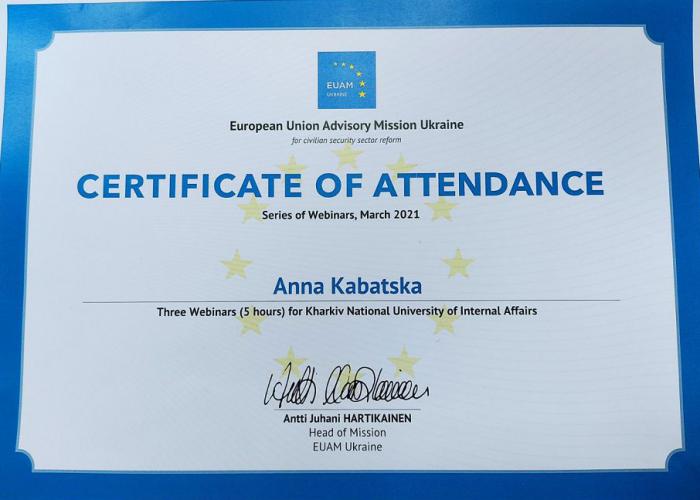 EUAM
UKRAINE
European Union Advisory Mission Ukraine
for civilian security sector reform
CERTIFICATE OF ATTENDANCE
Series of Webinars, March 2021
Anna Kabatska
Three Webinars (5 hours) for Kharkiv National University of Internal Affairs
Antti Juhani HARTIKAINEN
Head of Mission
EUAM Ukraine